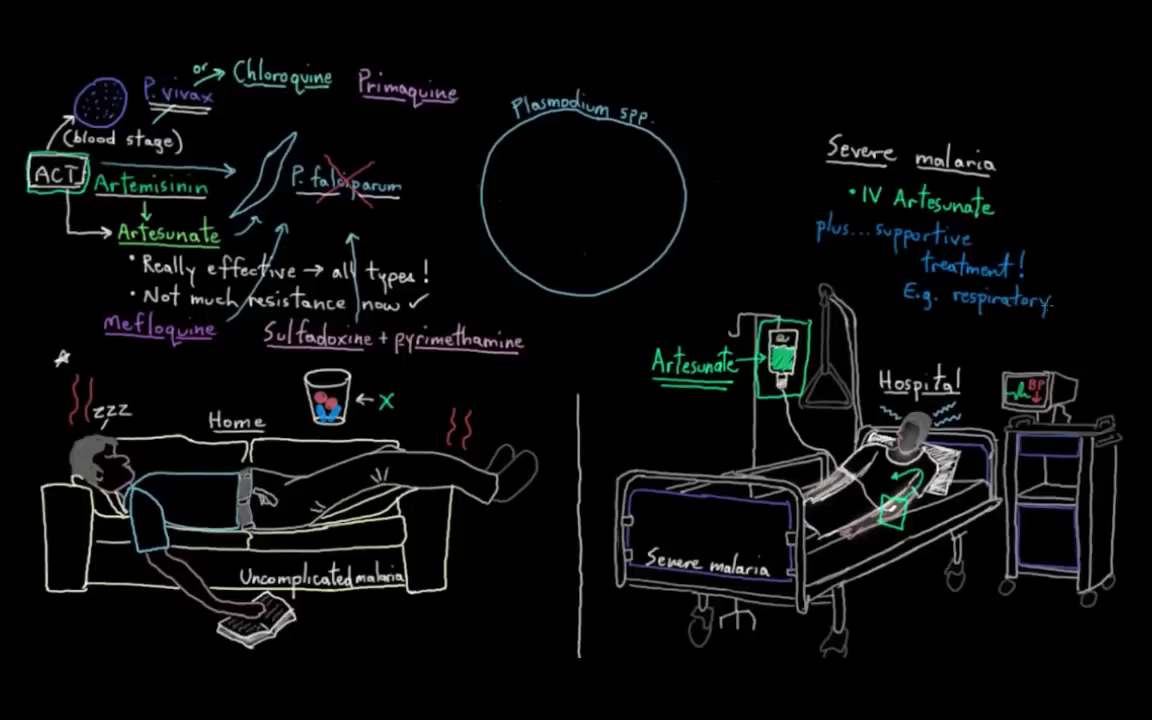 P. vivax
or
Chloroquine
Primaquine
(blood stage)
ACT
Artemisinin
P. falciparum
Artesunate
• Really effective → all types!
• Not much resistance now ✓
Mefloquine
Sulfadoxine + pyrimethamine
Plasmodium spp.
Severe malaria
• IV Artesunate
plus... supportive
treatment!
E.g. respiratory
zzz
Home
← X
Uncomplicated malaria
Artesunate →
Hospital
BP
Severe malaria